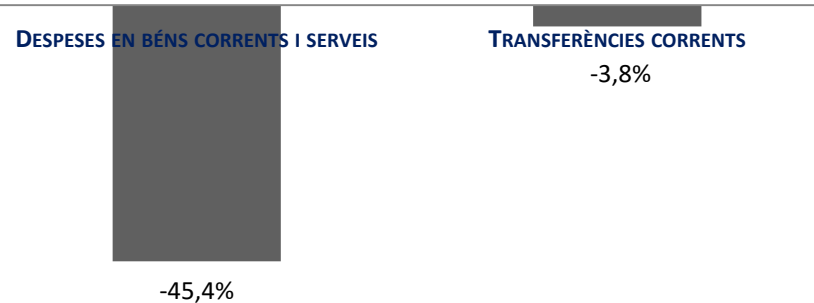 DESPESES EN BÉNS CORRENTS I SERVEIS
TRANSFERÈNCIES CORRENTS
-3,8%
-45,4%